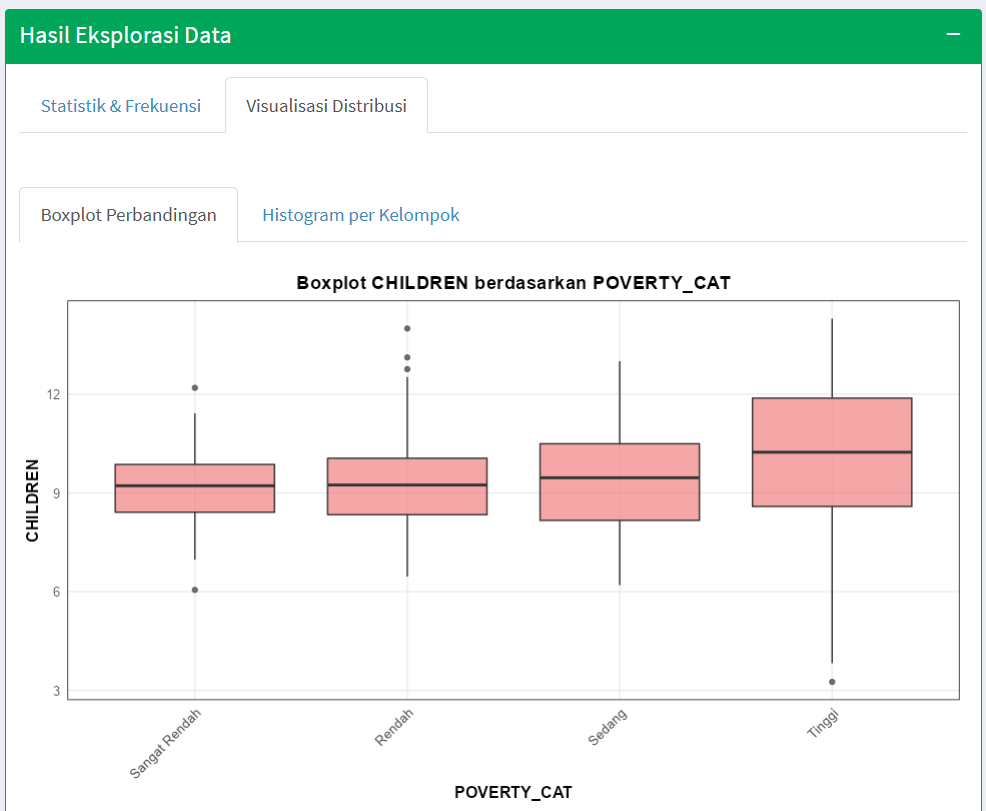 Hasil Eksplorasi Data
Statistik & Frekuensi
Visualisasi Distribusi
Boxplot Perbandingan
Histogram per Kelompok
Boxplot CHILDREN berdasarkan POVERTY_CAT
CHILDREN
12
9
6
3
Sangat Rendah
Rendah
Sedang
Tinggi
POVERTY_CAT